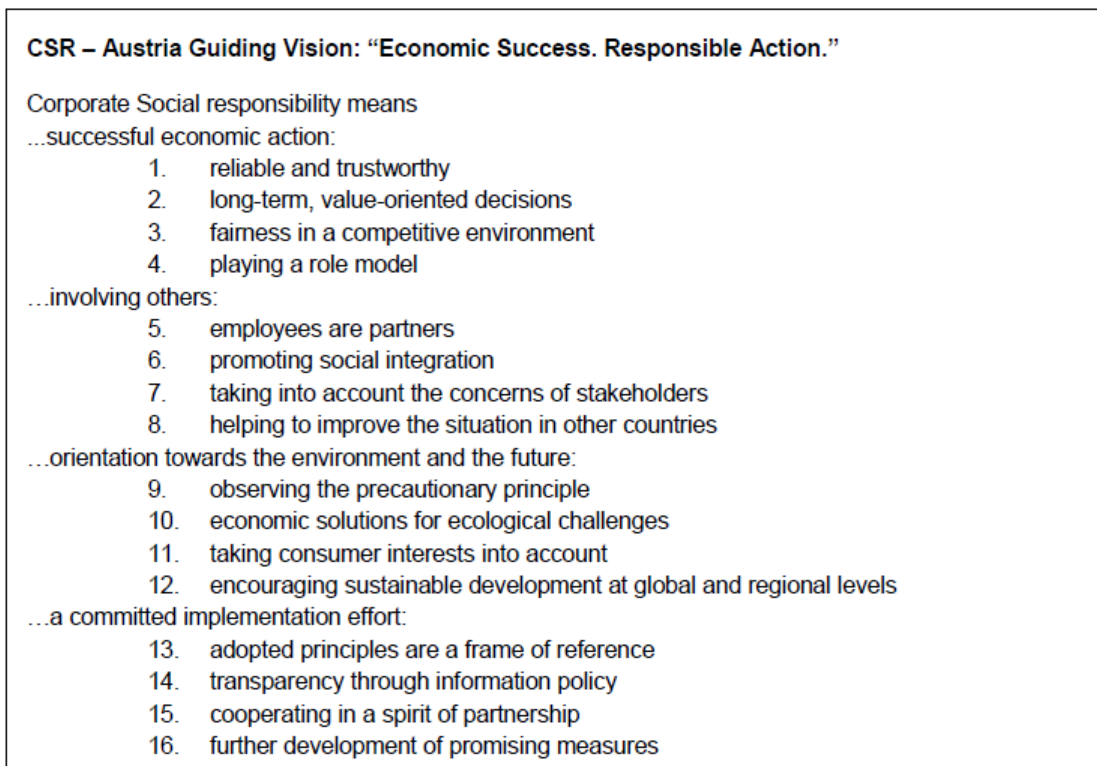 CSR – Austria Guiding Vision: “Economic Success. Responsible Action.”
Corporate Social responsibility means
...successful economic action:
1. reliable and trustworthy
2. long-term, value-oriented decisions
3. fairness in a competitive environment
4. playing a role model
…involving others:
5. employees are partners
6. promoting social integration
7. taking into account the concerns of stakeholders
8. helping to improve the situation in other countries
…orientation towards the environment and the future:
9. observing the precautionary principle
10. economic solutions for ecological challenges
11. taking consumer interests into account
12. encouraging sustainable development at global and regional levels
…a committed implementation effort:
13. adopted principles are a frame of reference
14. transparency through information policy
15. cooperating in a spirit of partnership
16. further development of promising measures